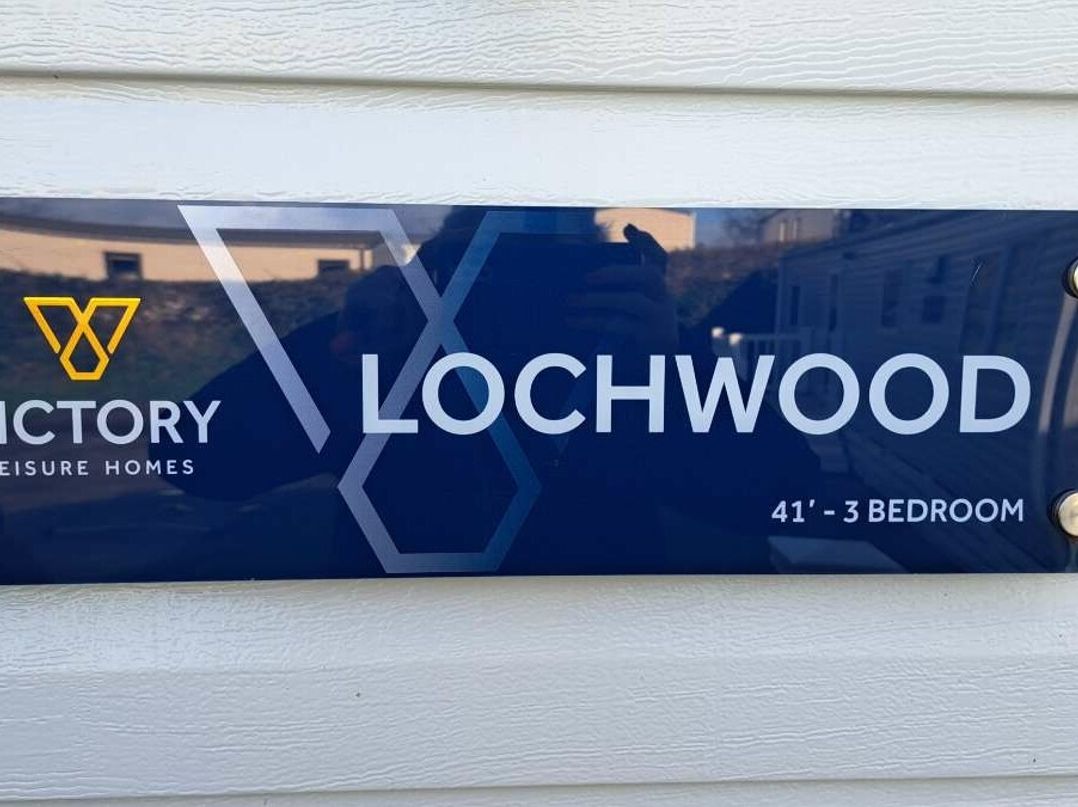 ICTORY
EISURE HOMES
LOCHWOOD
41' - 3 BEDROOM